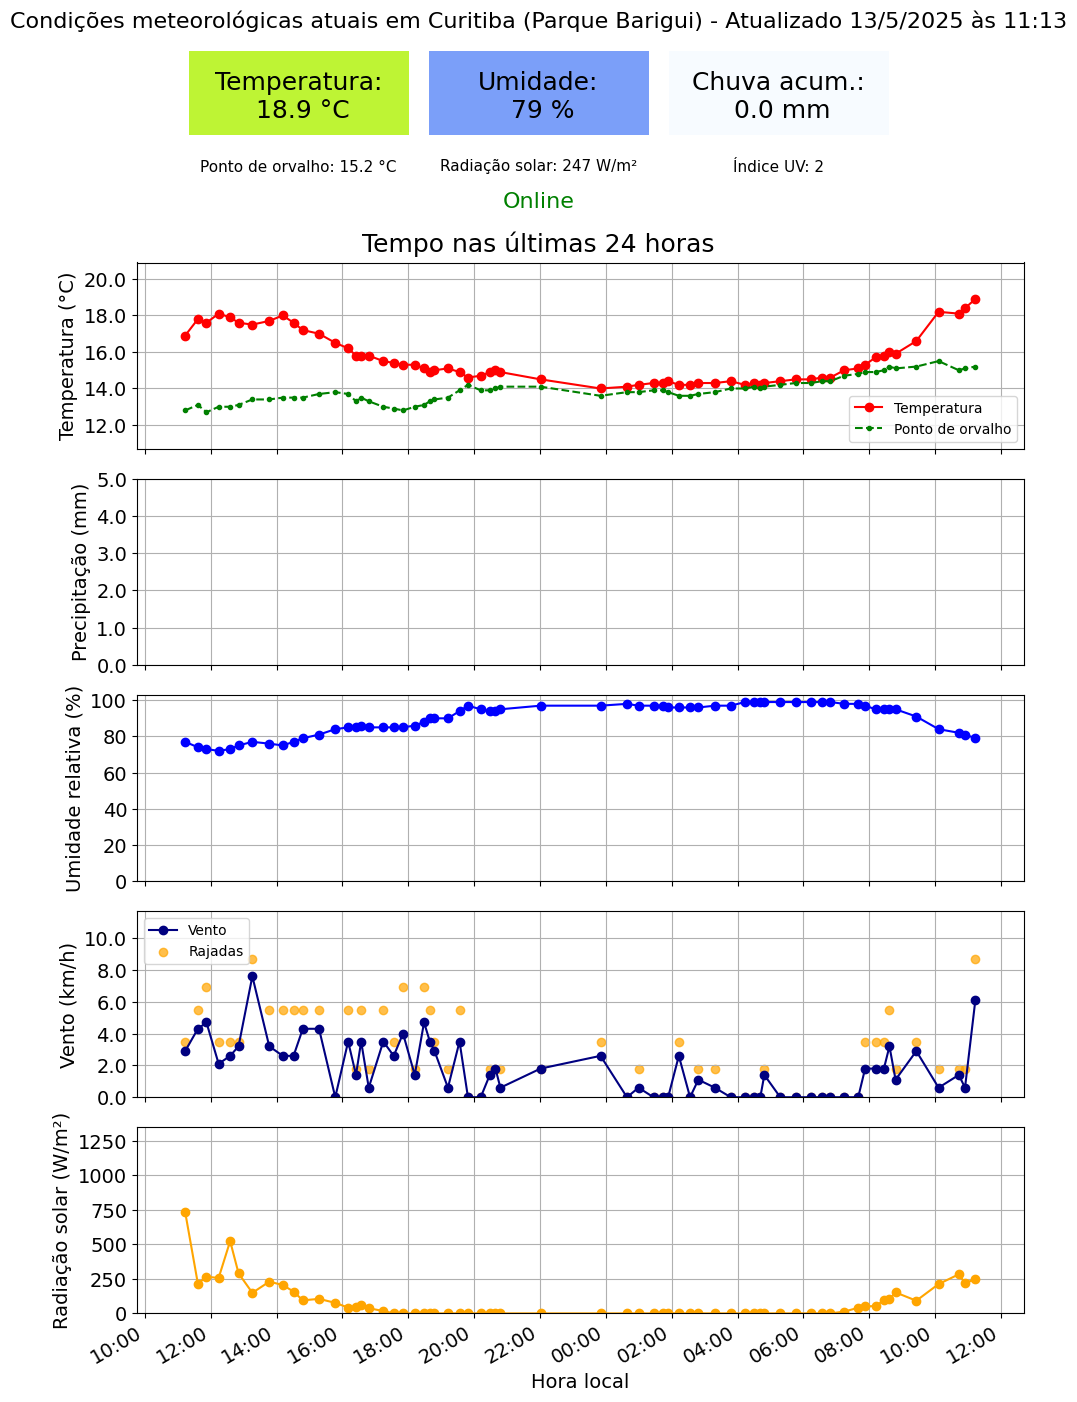 Condições meteorológicas atuais em Curitiba (Parque Barigui) - Atualizado 13/5/2025 às 11:13
Temperatura:
18.9 °C
Umidade:
79 %
Chuva acum.:
0.0 mm
Ponto de orvalho: 15.2 °C
Radiação solar: 247 W/m²
Índice UV: 2
Online
Tempo nas últimas 24 horas
Temperatura (°C)
20.0
18.0
16.0
14.0
12.0
Temperatura
Ponto de orvalho
Precipitação (mm)
5.0
4.0
3.0
2.0
1.0
0.0
Umidade relativa (%)
100
80
60
40
20
0
Vento (km/h)
10.0
8.0
6.0
4.0
2.0
0.0
Vento
Rajadas
Radiação solar (W/m²)
1250
1000
750
500
250
0
10:00
12:00
14:00
16:00
18:00
20:00
22:00
00:00
02:00
04:00
06:00
08:00
10:00
12:00
Hora local